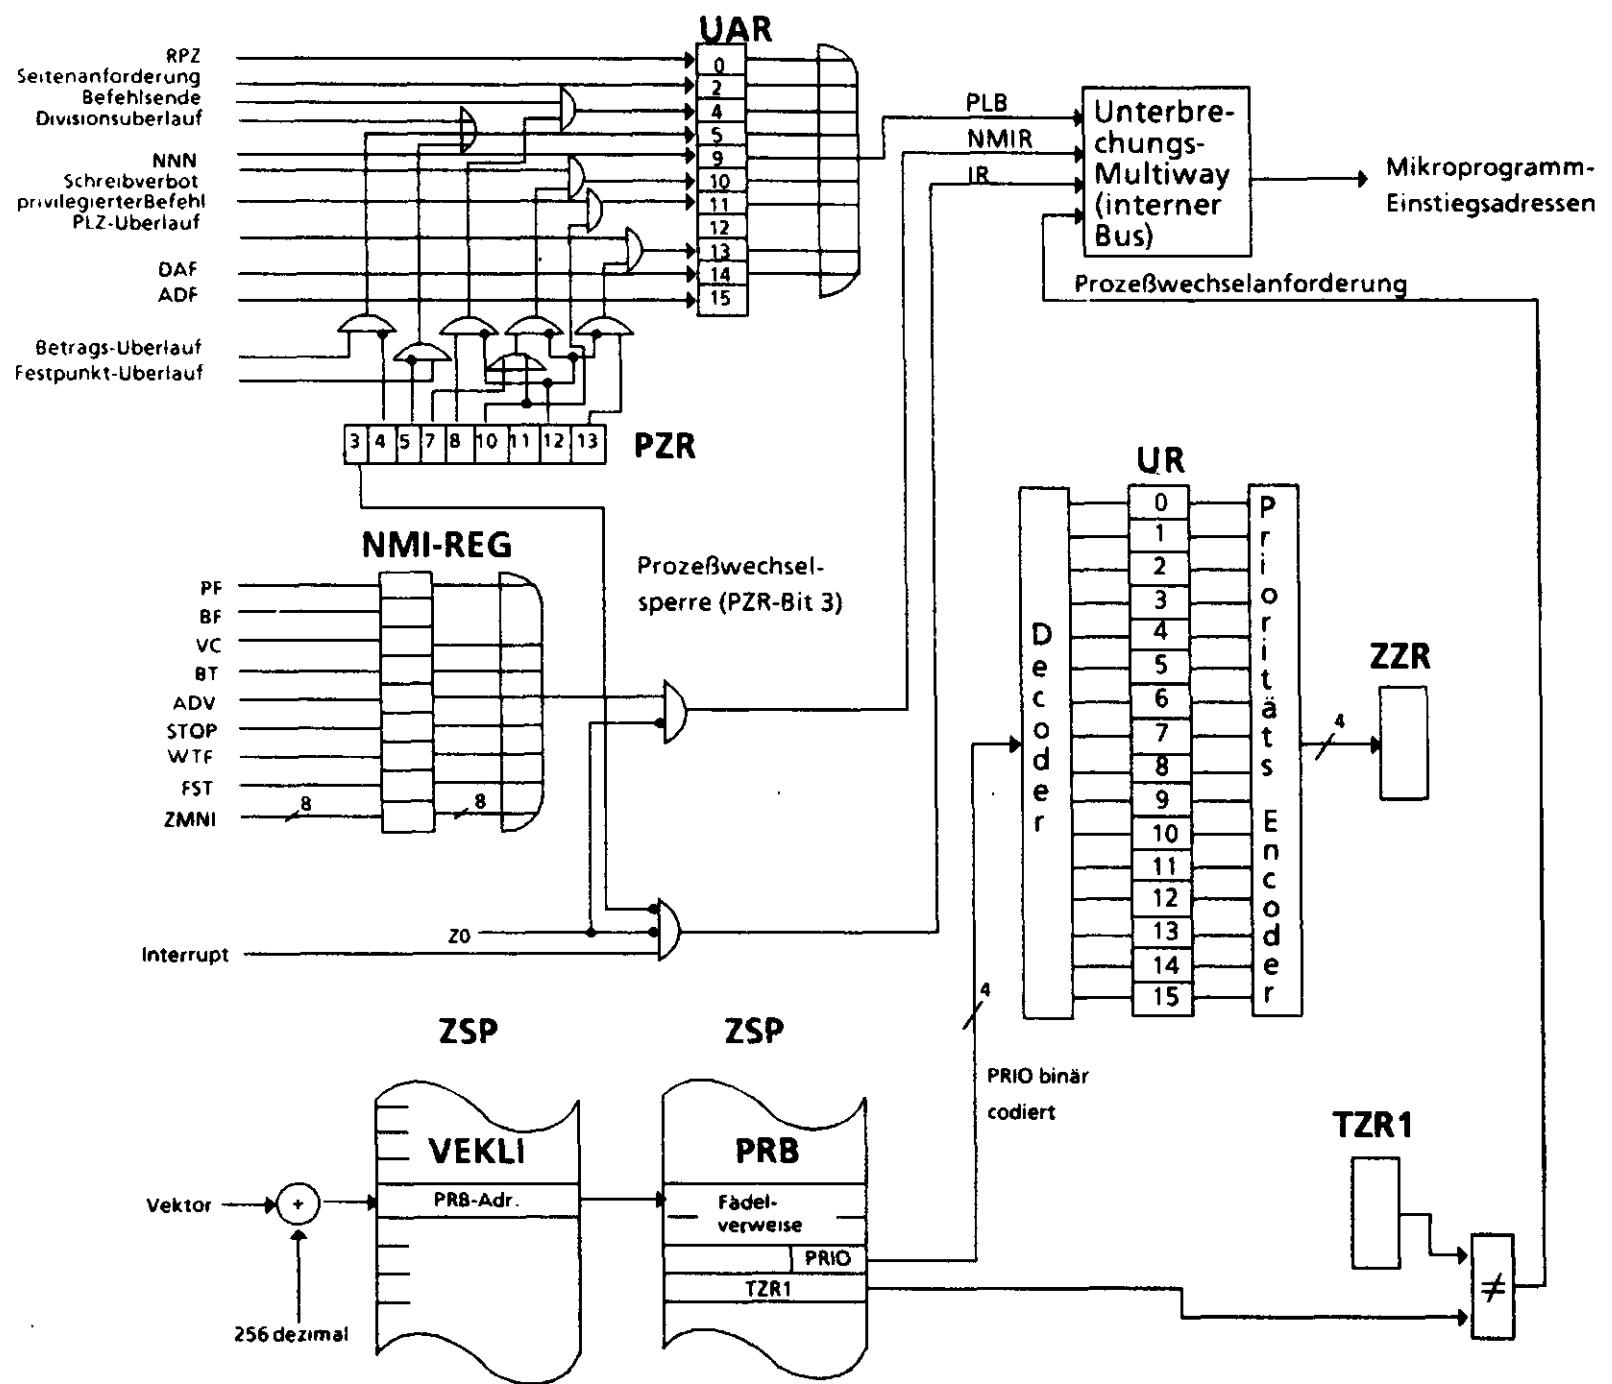 UAR
RPZ
Seitenanforderung
Befehlsende
Divisionsüberlauf
NNN
Schreibverbot
privilegierterBefehl
PLZ-Überlauf
DAF
ADF
0
2
4
5
9
10
11
12
13
14
15
PLB
NMIR
IR
Unterbre-
chungs-
Multiway
(interner
Bus)
Mikroprogramm-
Einstiegsadressen
Prozeßwechselanforderung
Betrags-Überlauf
Festpunkt-Überlauf
3 4 5 7 8 10 11 12 13
PZR
NMI-REG
PF
BF
VC
BT
ADV
STOP
WTF
FST
ZMNI
8
8
Prozeßwechsel-
sperre (PZR-Bit 3)
Z0
Interrupt
UR
Decoder
0
1
2
3
4
5
6
7
8
9
10
11
12
13
14
15
Prioritäts Encoder
4
ZZR
4
PRIO binär
codiert
ZSP
ZSP
VEKLI
PRB-Adr.
Vektor
+
256 dezimal
PRB
Fädel-
verweise
PRIO
TZR1
TZR1
≠